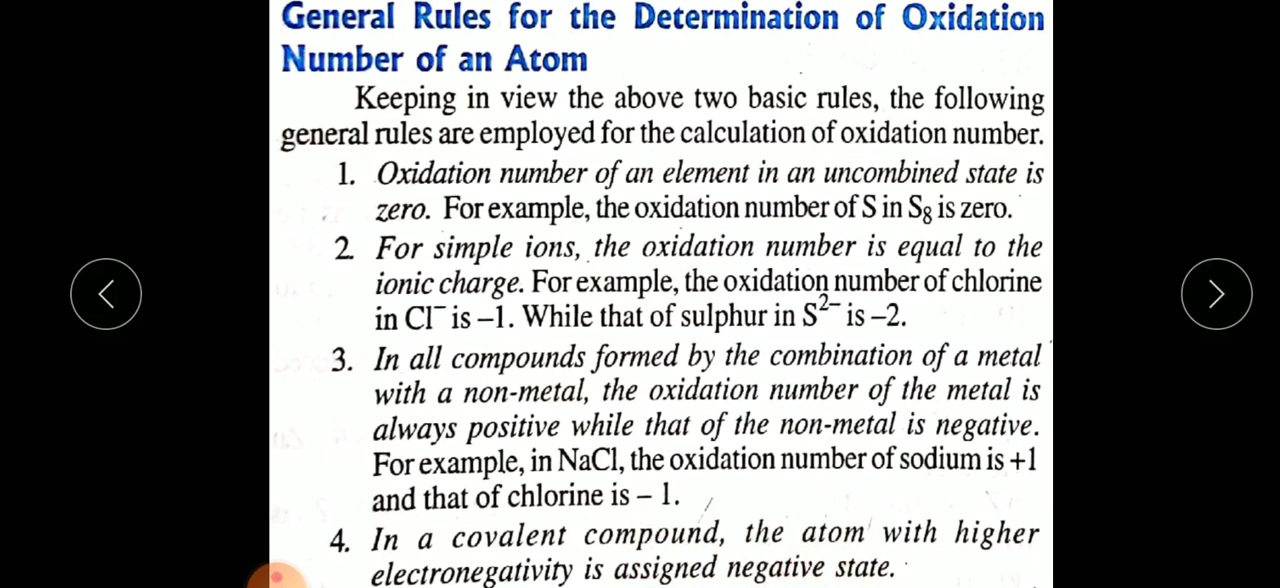 General Rules for the Determination of Oxidation
Number of an Atom
Keeping in view the above two basic rules, the following
general rules are employed for the calculation of oxidation number.
1. Oxidation number of an element in an uncombined state is
zero. For example, the oxidation number of S in S₈ is zero.
2. For simple ions, the oxidation number is equal to the
ionic charge. For example, the oxidation number of chlorine
in Cl⁻ is –1. While that of sulphur in S²⁻ is –2.
3. In all compounds formed by the combination of a metal
with a non-metal, the oxidation number of the metal is
always positive while that of the non-metal is negative.
For example, in NaCl, the oxidation number of sodium is +1
and that of chlorine is – 1.
4. In a covalent compound, the atom with higher
electronegativity is assigned negative state.